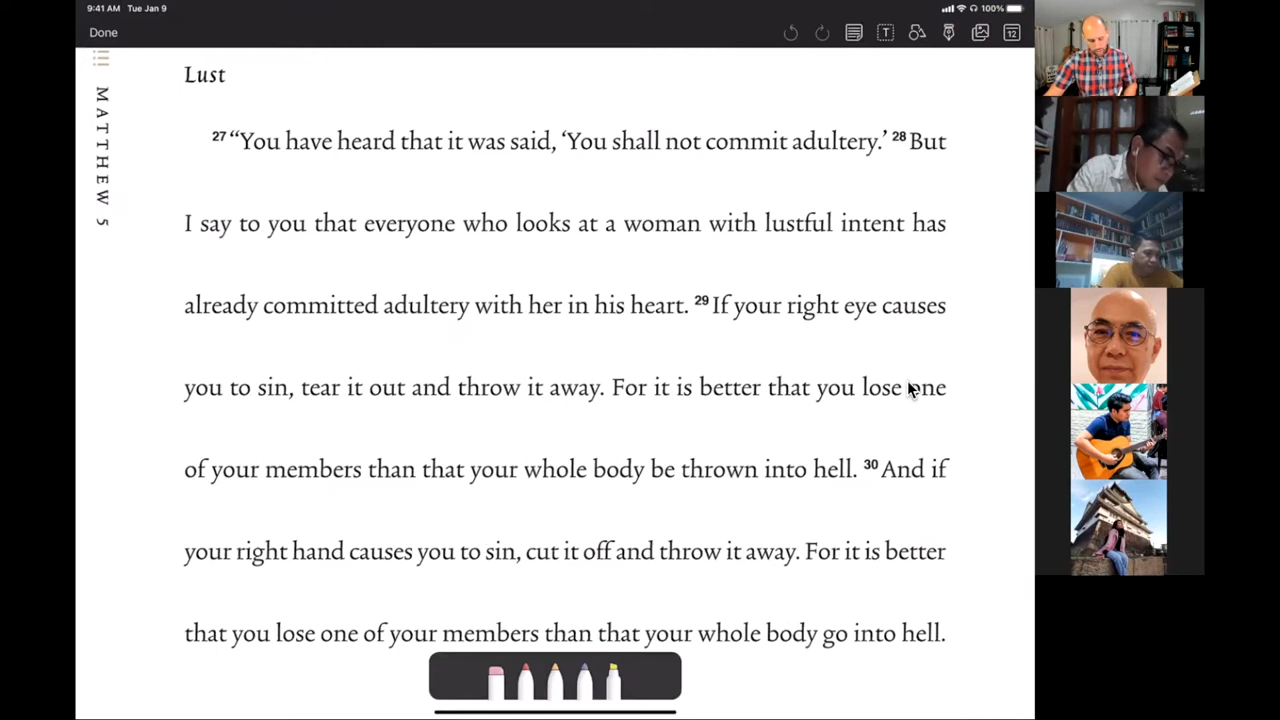 9:41 AM Tue Jan 9
100%
Done
12
MATTHEW 5
Lust
27 “You have heard that it was said, ‘You shall not commit adultery.’ 28 But
I say to you that everyone who looks at a woman with lustful intent has
already committed adultery with her in his heart. 29 If your right eye causes
you to sin, tear it out and throw it away. For it is better that you lose one
of your members than that your whole body be thrown into hell. 30 And if
your right hand causes you to sin, cut it off and throw it away. For it is better
that you lose one of your members than that your whole body go into hell.